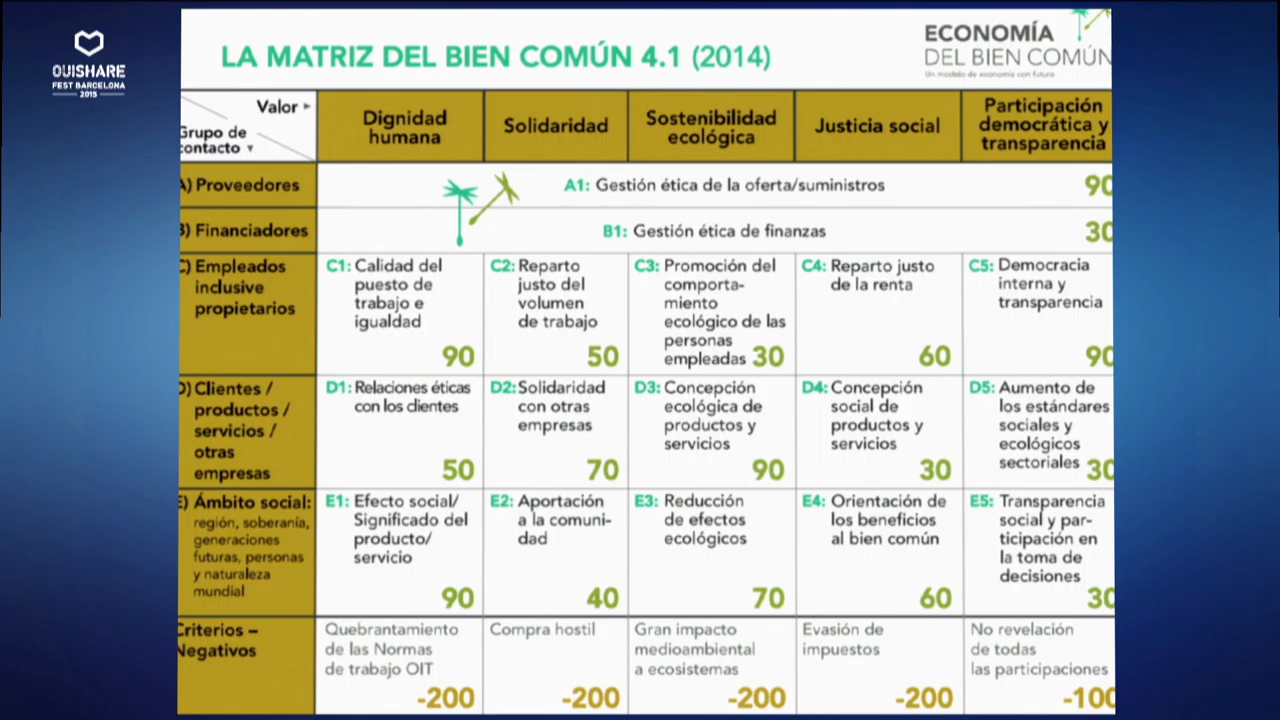 OUISHARE
FEST BARCELONA
2015
LA MATRIZ DEL BIEN COMÚN 4.1 (2014)
ECONOMÍA
DEL BIEN COMÚN
Un modelo de economía con futuro
Valor
Grupo de
contacto
Dignidad
humana
Solidaridad
Sostenibilidad
ecológica
Justicia social
Participación
democrática y
transparencia
A) Proveedores
A1: Gestión ética de la oferta/suministros
90
B) Financiadores
B1: Gestión ética de finanzas
30
C) Empleados
inclusive
propietarios
C1: Calidad del
puesto de
trabajo e
igualdad
90
C2: Reparto
justo del
volumen
de trabajo
50
C3: Promoción del
comporta-
miento
ecológico de las
personas
empleadas 30
C4: Reparto justo
de la renta
60
C5: Democracia
interna y
transparencia
90
D) Clientes /
productos /
servicios /
otras
empresas
D1: Relaciones éticas
con los clientes
50
D2: Solidaridad
con otras
empresas
70
D3: Concepción
ecológica de
productos y
servicios
90
D4: Concepción
social de
productos y
servicios
30
D5: Aumento de
los estándares
sociales y
ecológicos
sectoriales 30
E) Ámbito social:
región, soberanía,
generaciones
futuras, personas
y naturaleza
mundial
E1: Efecto social/
Significado del
producto/
servicio
90
E2: Aportación
a la comuni-
dad
40
E3: Reducción
de efectos
ecológicos
70
E4: Orientación de
los beneficios
al bien común
60
E5: Transparencia
social y par-
ticipación en
la toma de
decisiones
30
Criterios –
Negativos
Quebrantamiento
de las Normas
de trabajo OIT
-200
Compra hostil
-200
Gran impacto
medioambiental
a ecosistemas
-200
Evasión de
impuestos
-200
No revelación
de todas
las participaciones
-100